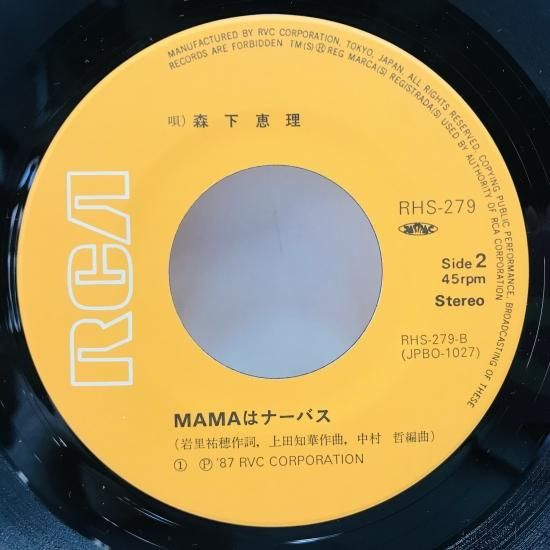 MANUFACTURED BY RVC CORPORATION, TOKYO, JAPAN. ALL RIGHTS RESERVED. COPYING PUBLIC PERFORMANCE, BROADCASTING OF THESE
RECORDS ARE FORBIDDEN TM(S)® REG MARCA(S) REGISTRADA(S) USED BY AUTHORITY OF RCA CORPORATION
唄) 森下恵理
RCA
RHS-279
Side 2
45rpm
Stereo
RHS-279-B
(JPBO-1027)
MAMAはナーバス
(岩里祐穂作詞, 上田知華作曲, 中村 哲編曲)
① Ⓟ '87 RVC CORPORATION